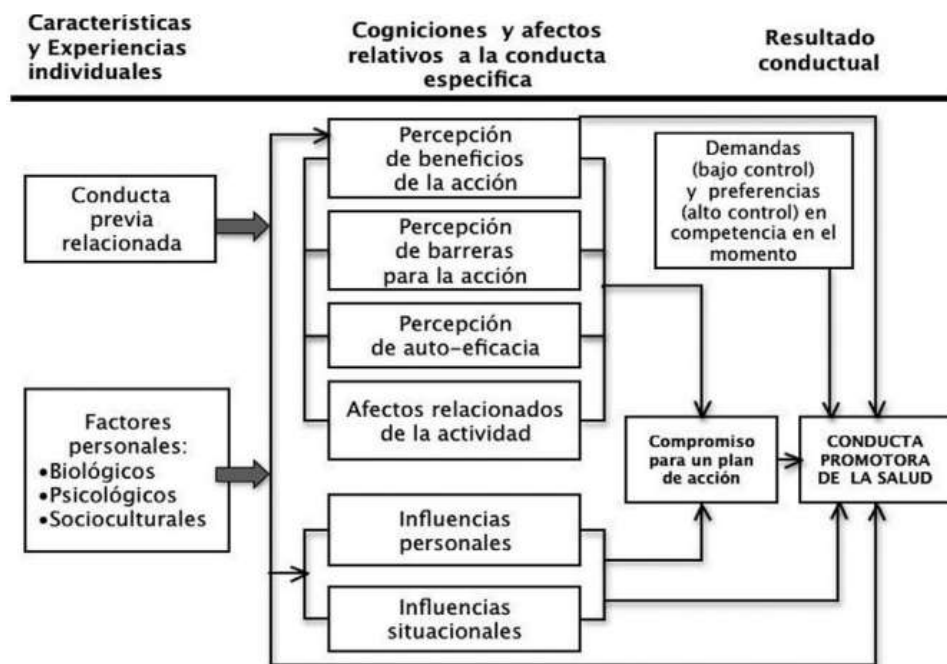 Características
y Experiencias
individuales
Cogniciones y afectos
relativos a la conducta
especifica
Resultado
conductual
Conducta
previa
relacionada
Factores
personales:
•Biológicos
•Psicológicos
•Socioculturales
Percepción
de beneficios
de la acción
Percepción
de barreras
para la acción
Percepción
de auto-eficacia
Afectos relacionados
de la actividad
Influencias
personales
Influencias
situacionales
Demandas
(bajo control)
y preferencias
(alto control) en
competencia en el
momento
Compromiso
para un plan
de acción
CONDUCTA
PROMOTORA
DE LA SALUD